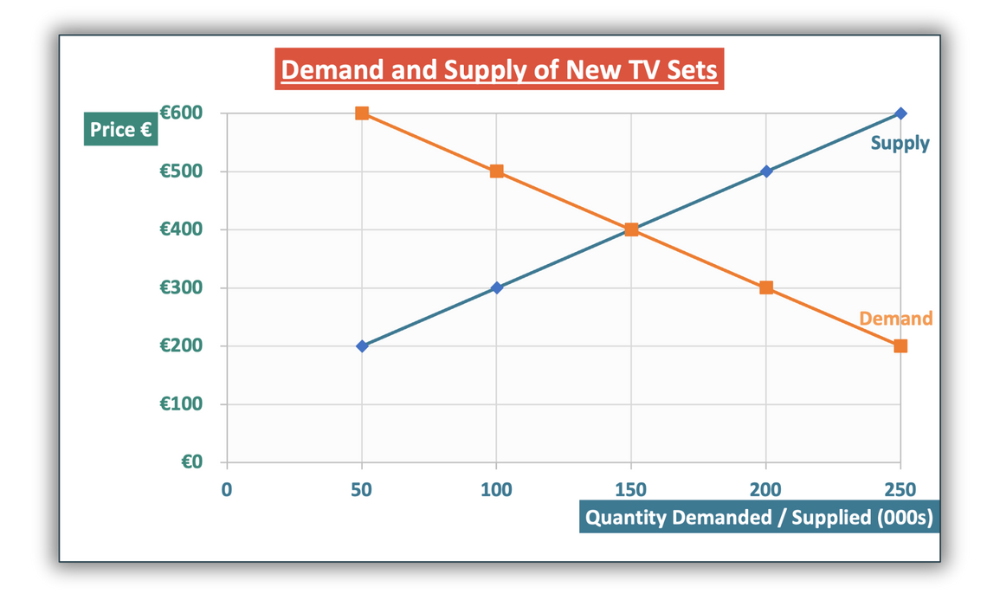 Demand and Supply of New TV Sets
Price €
€600
€500
€400
€300
€200
€100
€0
Supply
Demand
0 50 100 150 200 250
Quantity Demanded / Supplied (000s)